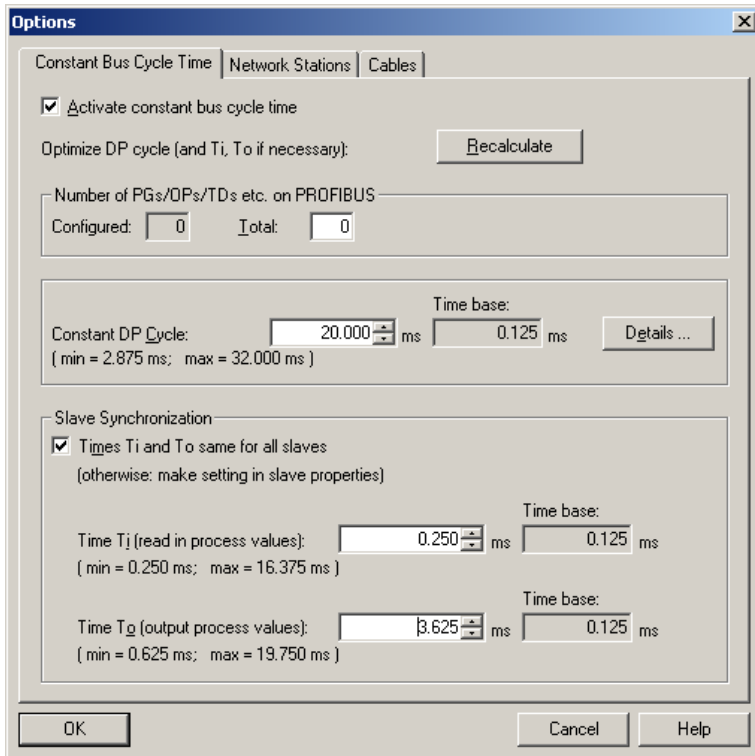 Options
Constant Bus Cycle Time Network Stations Cables
Activate constant bus cycle time
Optimize DP cycle (and Ti, To if necessary): Recalculate
Number of PGs/OPs/TDs etc. on PROFIBUS
Configured: 0 Total: 0
Time base:
Constant DP Cycle: 20.000 ms 0.125 ms Details ...
( min = 2.875 ms; max = 32.000 ms )
Slave Synchronization
Times Ti and To same for all slaves
(otherwise: make setting in slave properties)
Time base:
Time Ti (read in process values): 0.250 ms 0.125 ms
( min = 0.250 ms; max = 16.375 ms )
Time base:
Time To (output process values): 3.625 ms 0.125 ms
( min = 0.625 ms; max = 19.750 ms )
OK Cancel Help